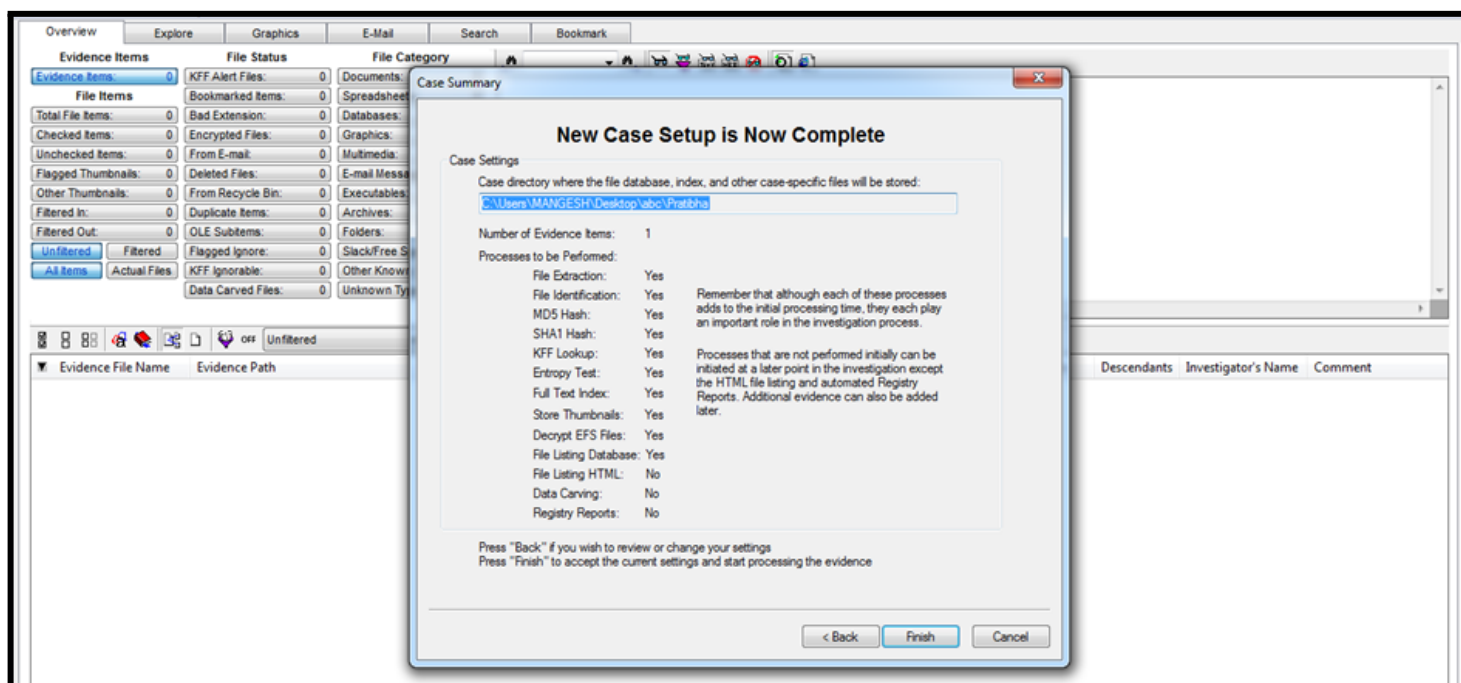 Overview Explore Graphics E-Mail Search Bookmark
Evidence Items File Status File Category
Evidence Items: 0 KFF Alert Files: 0 Documents:
File Items Bookmarked Items: 0 Spreadsheet
Total File Items: 0 Bad Extension: 0 Databases:
Checked Items: 0 Encrypted Files: 0 Graphics:
Unchecked Items: 0 From E-mail: 0 Multimedia:
Flagged Thumbnails: 0 Deleted Files: 0 E-mail Messa
Other Thumbnails: 0 From Recycle Bin: 0 Executables:
Filtered In: 0 Duplicate Items: 0 Archives:
Filtered Out: 0 OLE Subitems: 0 Folders:
Unfiltered Filtered Flagged Ignore: 0 Slack/Free S
All Items Actual Files KFF Ignorable: 0 Other Know
Data Carved Files: 0 Unknown Ty
OFF Unfiltered
Evidence File Name Evidence Path Descendants Investigator's Name Comment
Case Summary
New Case Setup is Now Complete
Case Settings
Case directory where the file database, index, and other case-specific files will be stored:
C:\Users\MANGESH\Desktop\abc\Pratibha
Number of Evidence Items: 1
Processes to be Performed:
File Extraction: Yes
File Identification: Yes
MD5 Hash: Yes
SHA1 Hash: Yes
KFF Lookup: Yes
Entropy Test: Yes
Full Text Index: Yes
Store Thumbnails: Yes
Decrypt EFS Files: Yes
File Listing Database: Yes
File Listing HTML: No
Data Carving: No
Registry Reports: No
Remember that although each of these processes
adds to the initial processing time, they each play
an important role in the investigation process.
Processes that are not performed initially can be
initiated at a later point in the investigation except
the HTML file listing and automated Registry
Reports. Additional evidence can also be added
later.
Press "Back" if you wish to review or change your settings
Press "Finish" to accept the current settings and start processing the evidence
< Back Finish Cancel